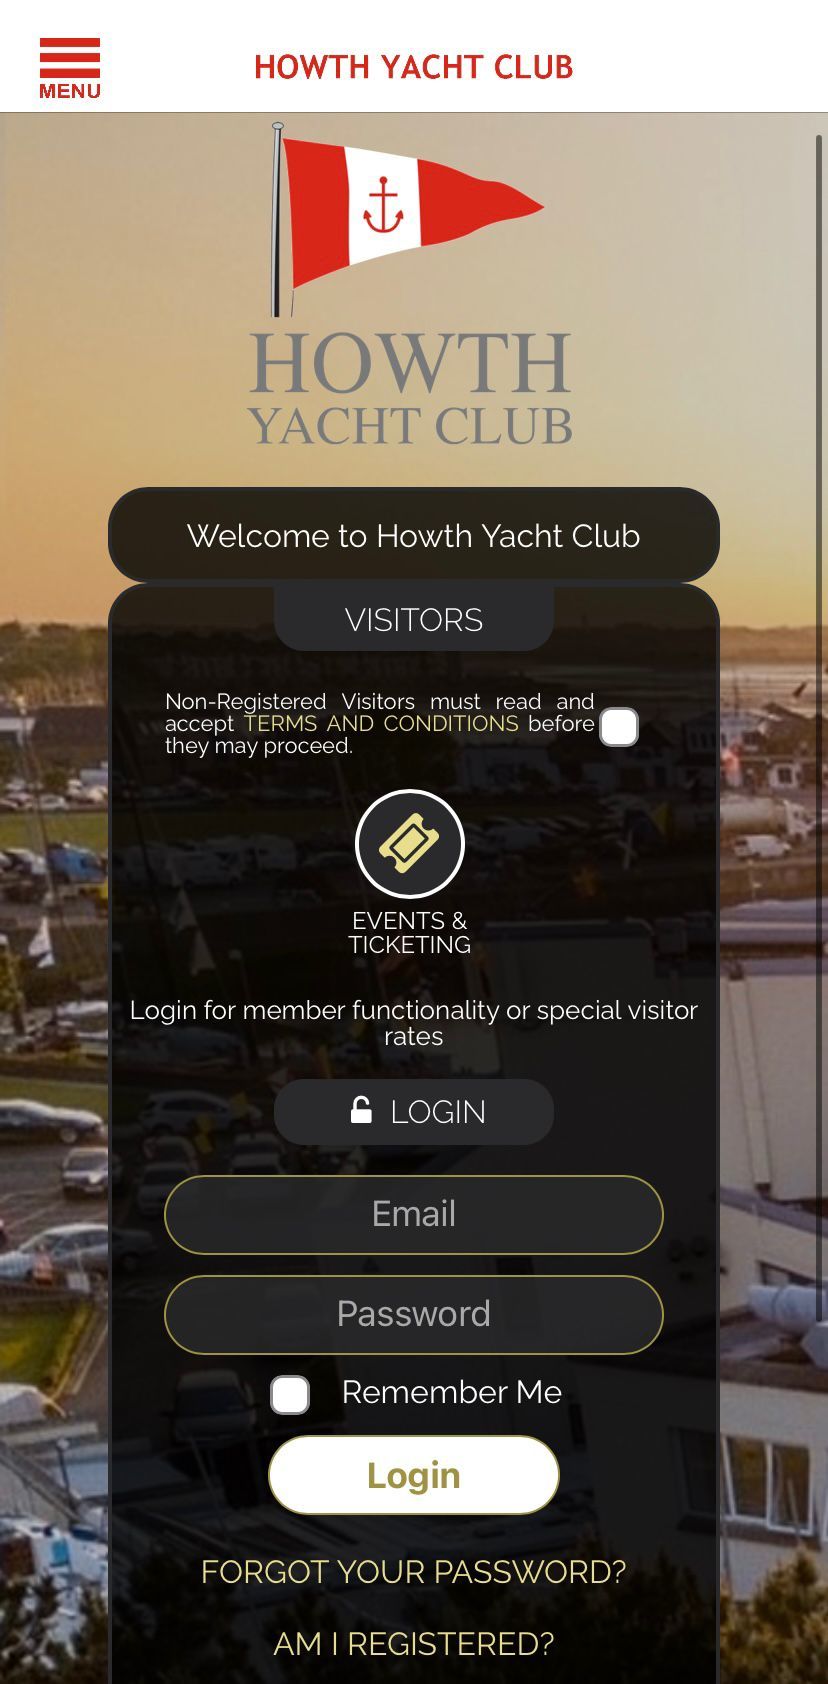 MENU
HOWTH YACHT CLUB
HOWTH
YACHT CLUB
Welcome to Howth Yacht Club
VISITORS
Non-Registered Visitors must read and
accept TERMS AND CONDITIONS before
they may proceed.
EVENTS &
TICKETING
Login for member functionality or special visitor
rates
LOGIN
Email
Password
Remember Me
Login
FORGOT YOUR PASSWORD?
AM I REGISTERED?